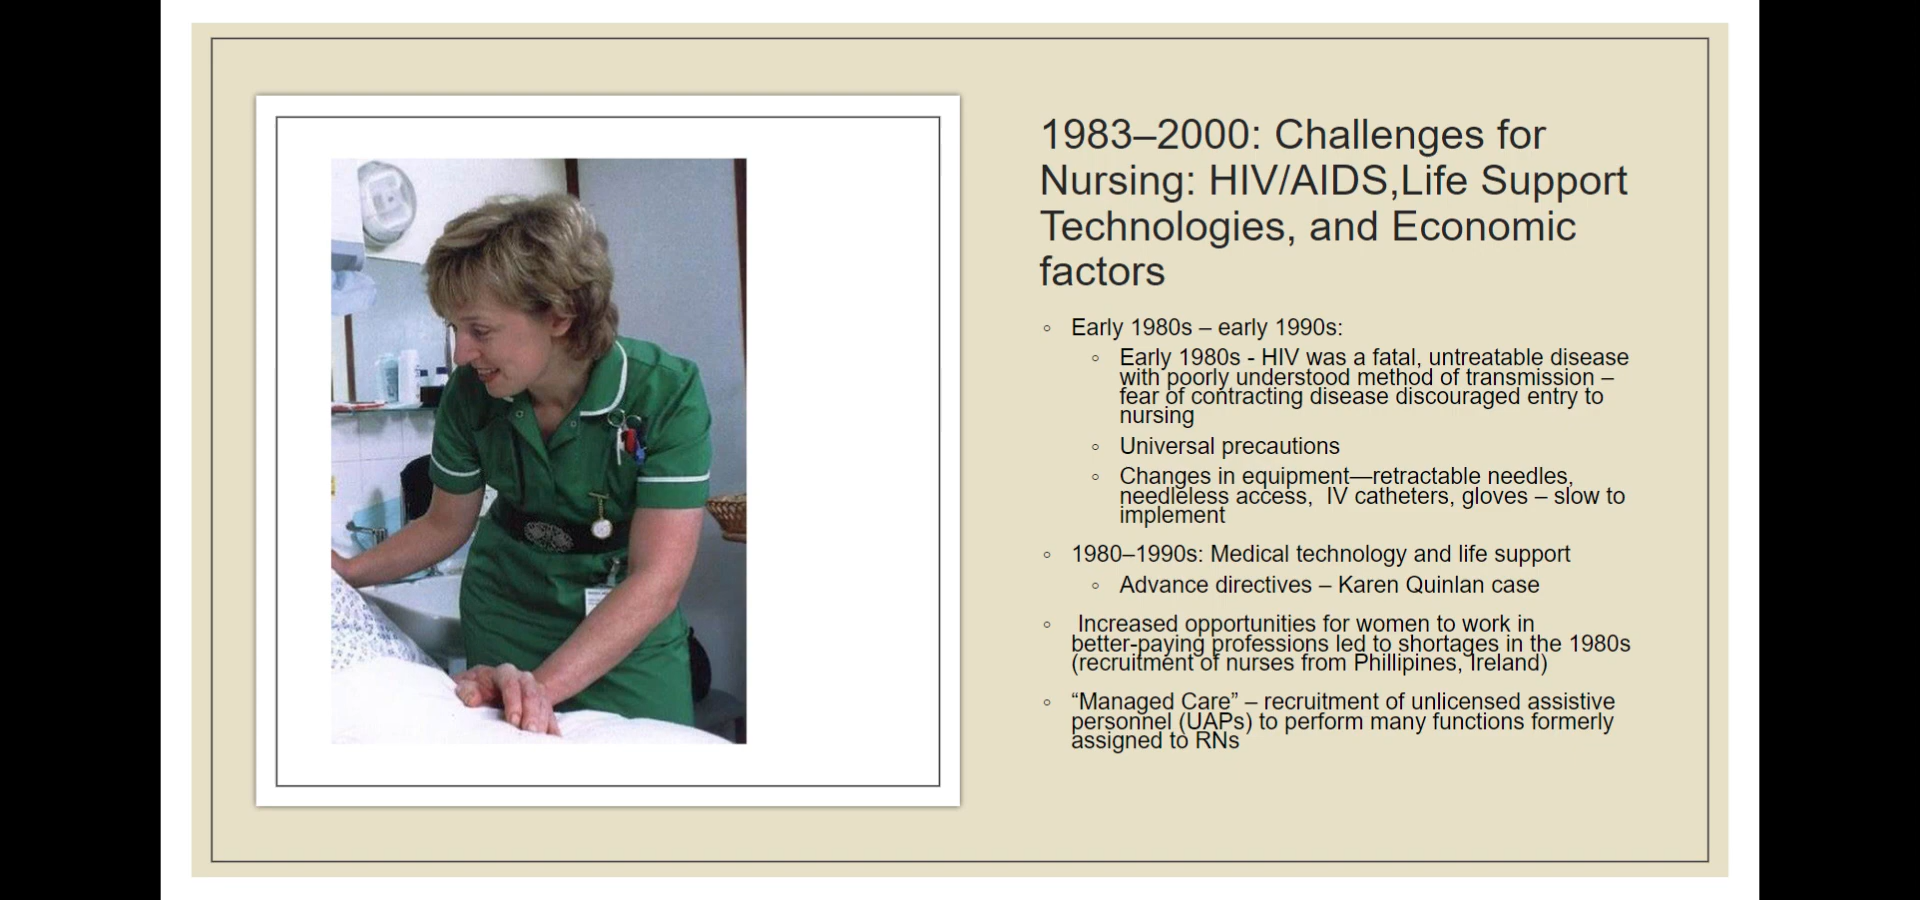 1983–2000: Challenges for
Nursing: HIV/AIDS,Life Support
Technologies, and Economic
factors
Early 1980s – early 1990s:
Early 1980s - HIV was a fatal, untreatable disease
with poorly understood method of transmission –
fear of contracting disease discouraged entry to
nursing
Universal precautions
Changes in equipment—retractable needles,
needleless access,  IV catheters, gloves – slow to
implement
1980–1990s: Medical technology and life support
Advance directives – Karen Quinlan case
Increased opportunities for women to work in
better-paying professions led to shortages in the 1980s
(recruitment of nurses from Phillipines, Ireland)
“Managed Care” – recruitment of unlicensed assistive
personnel (UAPs) to perform many functions formerly
assigned to RNs